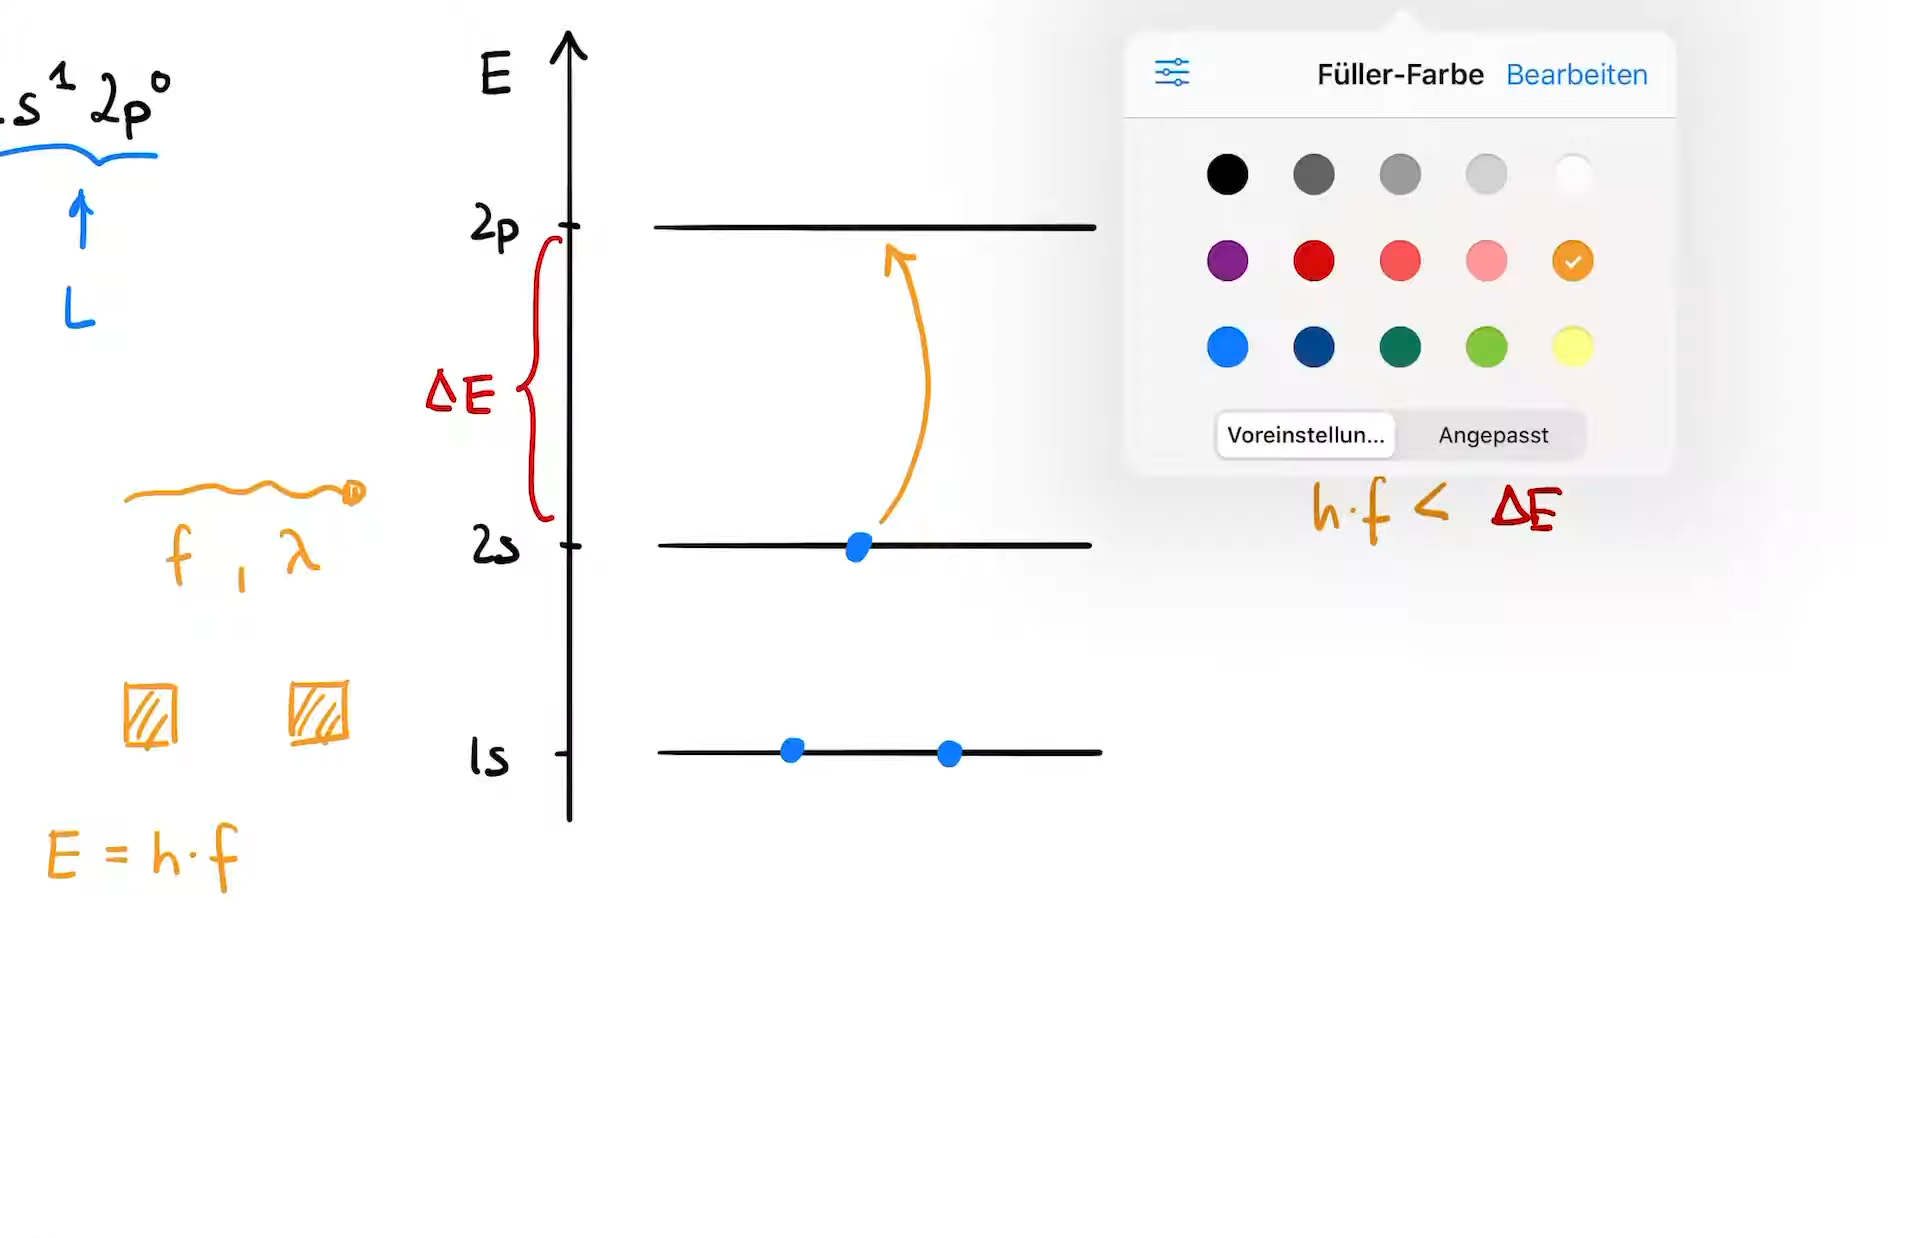 .s¹ 2p⁰
L
E
2p
ΔE
2s
1s
f , λ
E = h·f
Füller-Farbe Bearbeiten
Voreinstellun... Angepasst
h·f < ΔE